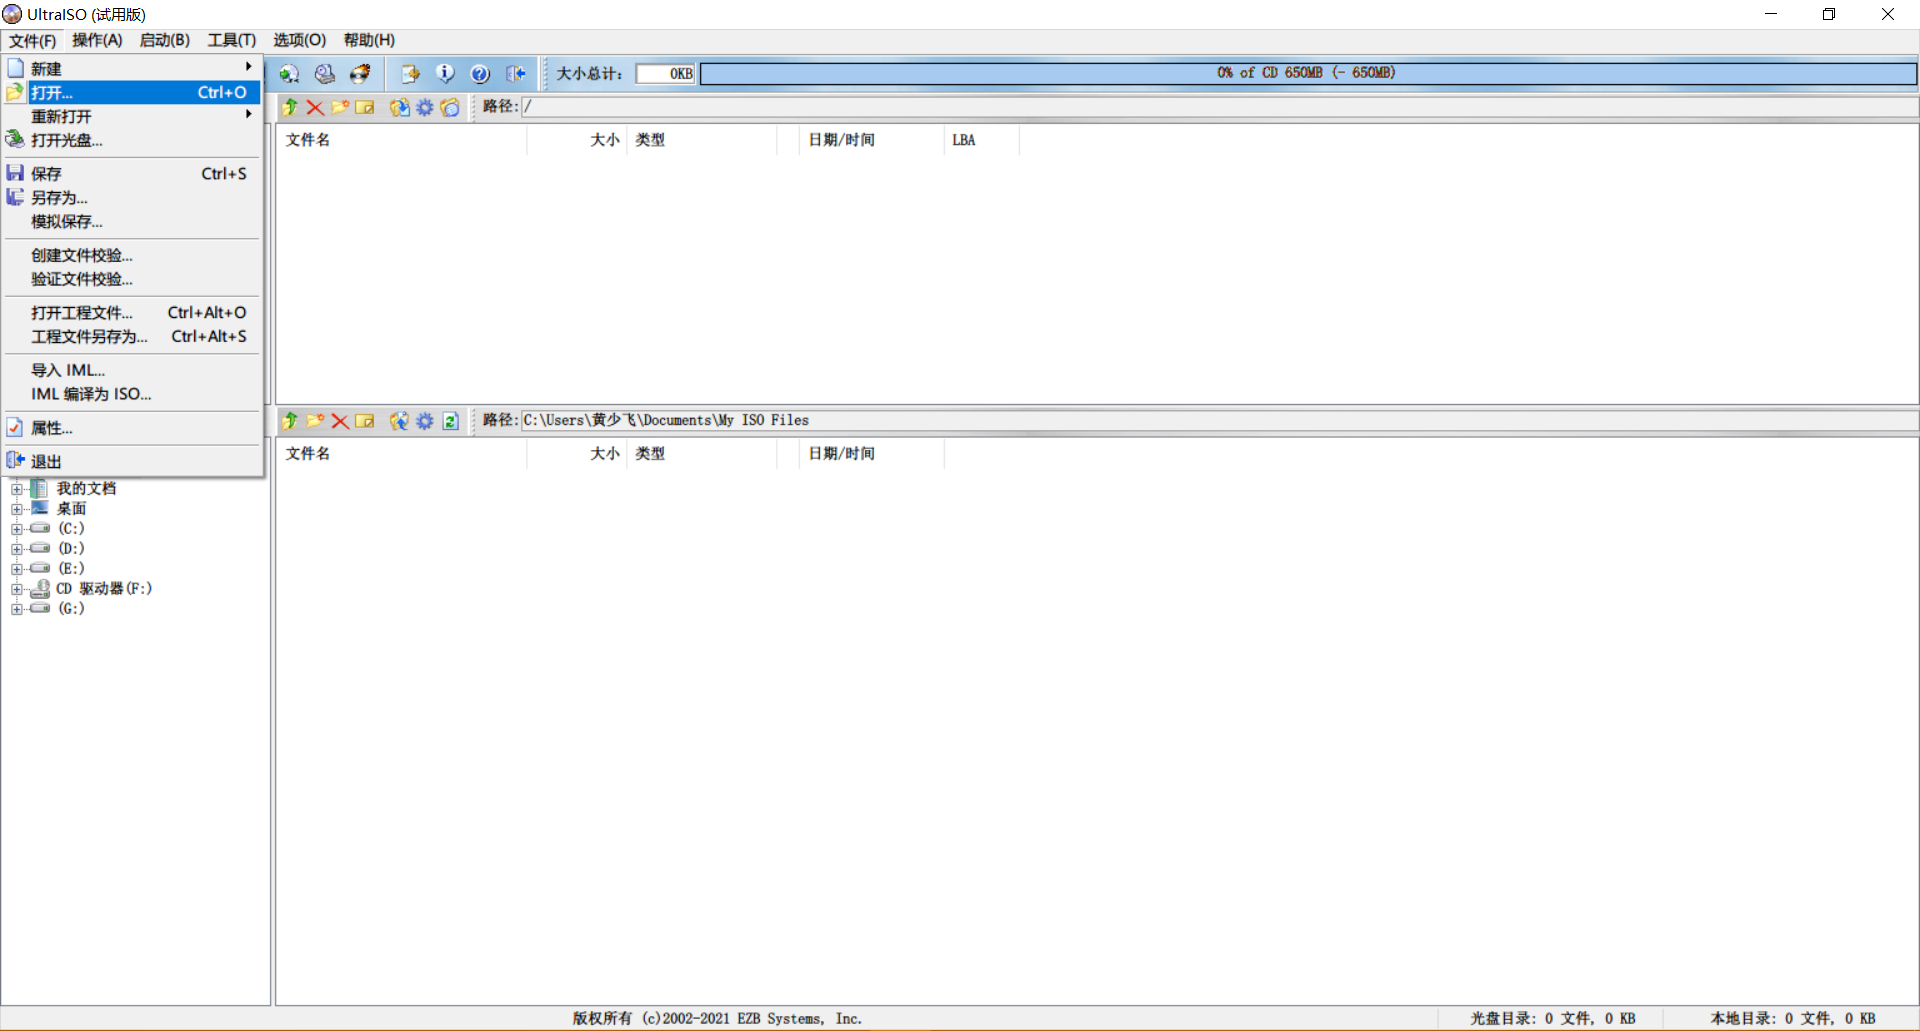 UltraISO (试用版)
文件(F) 操作(A) 启动(B) 工具(T) 选项(O) 帮助(H)
新建
打开... Ctrl+O
重新打开
打开光盘...
保存 Ctrl+S
另存为...
模拟保存...
创建文件校验...
验证文件校验...
打开工程文件... Ctrl+Alt+O
工程文件另存为... Ctrl+Alt+S
导入 IML...
IML 编译为 ISO...
属性...
退出
大小总计: 0KB 0% of CD 650MB (- 650MB)
路径: /
文件名 大小 类型 日期/时间 LBA
路径: C:\Users\黄少飞\Documents\My ISO Files
文件名 大小 类型 日期/时间
我的文档
桌面
(C:)
(D:)
(E:)
CD 驱动器(F:)
(G:)
版权所有 (c)2002-2021 EZB Systems, Inc.
光盘目录: 0 文件, 0 KB
本地目录: 0 文件, 0 KB